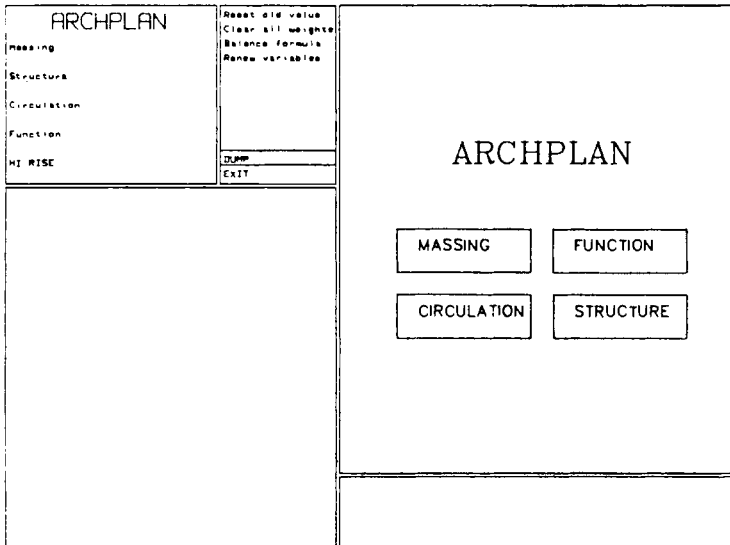 ARCHPLAN
Massing
Structure
Circulation
Function
HI RISE
Reset old value
Clear all weights
Balance formula
Renew variables
DUMP
EXIT
ARCHPLAN
MASSING FUNCTION
CIRCULATION STRUCTURE